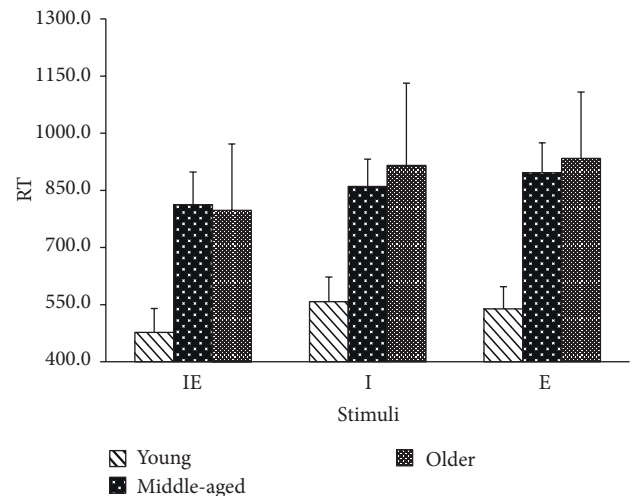 1300.0
1150.0
1000.0
850.0
700.0
550.0
400.0
RT
IE I E
Stimuli
Young Older
Middle-aged